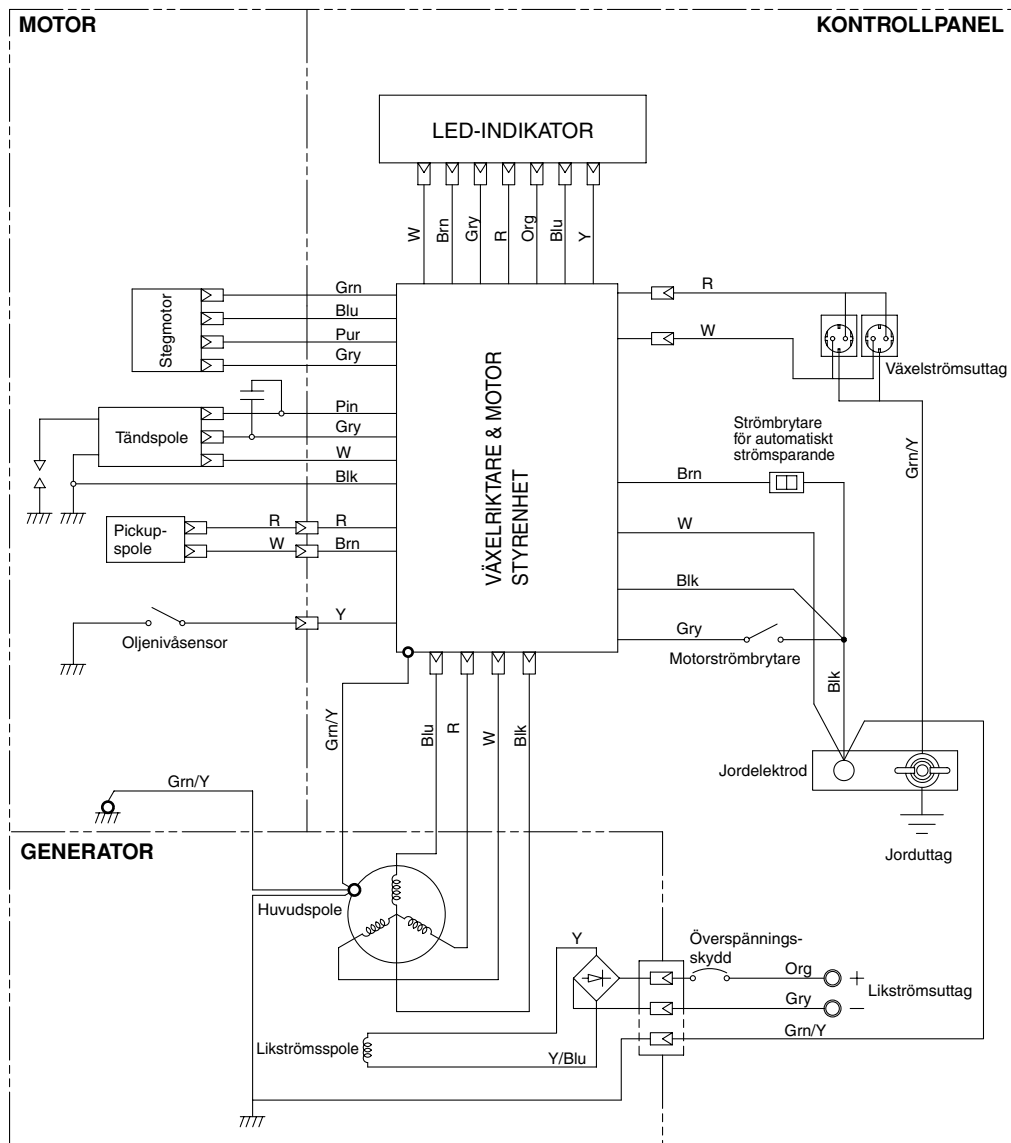 MOTOR
KONTROLLPANEL
LED-INDIKATOR
W
Brn
Gry
R
Org
Blu
Y
Stegmotor
Grn
Blu
Pur
Gry
Tändspole
Pin
Gry
W
Blk
Pickup-
spole
R
R
W
Brn
Y
Oljenivåsensor
VÄXELRIKTARE & MOTOR
STYRENHET
R
W
Växelströmsuttag
Strömbrytare
för automatiskt
strömsparande
Brn
Grn/Y
W
Blk
Gry
Motorströmbrytare
Blk
Jordelektrod
Jorduttag
Grn/Y
Blu
R
W
Blk
Grn/Y
GENERATOR
Huvudspole
Y
Överspännings-
skydd
Org
+
Gry
−
Likströmsuttag
Grn/Y
Likströmsspole
Y/Blu